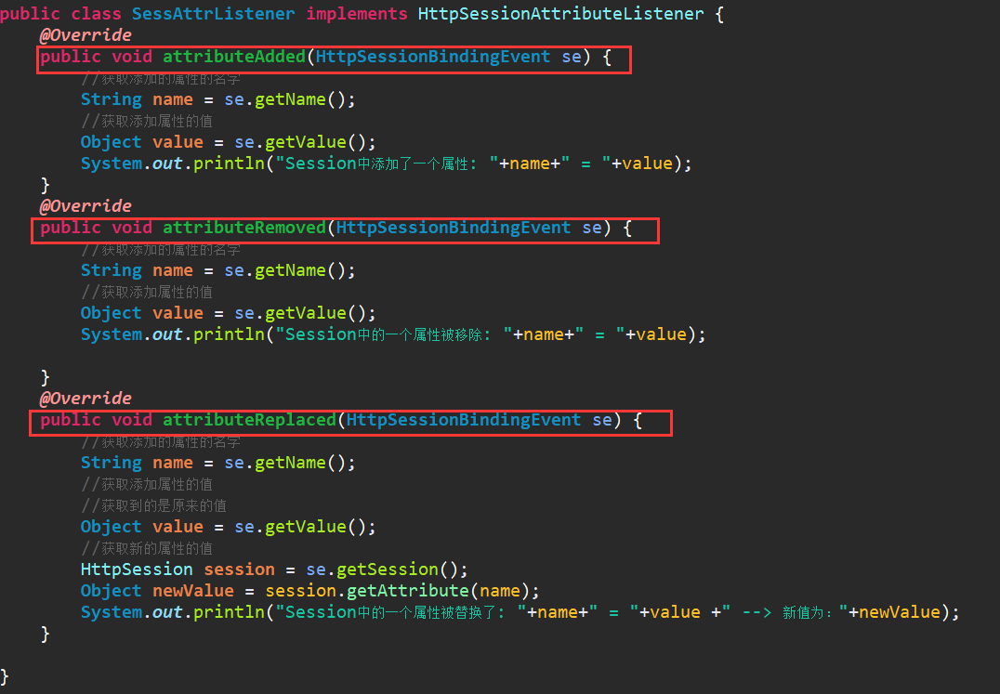 public class SessAttrListener implements HttpSessionAttributeListener {
@Override
public void attributeAdded(HttpSessionBindingEvent se) {
//获取添加的属性的名字
String name = se.getName();
//获取添加属性的值
Object value = se.getValue();
System.out.println("Session中添加了一个属性: "+name+" = "+value);
}
@Override
public void attributeRemoved(HttpSessionBindingEvent se) {
//获取添加的属性的名字
String name = se.getName();
//获取添加属性的值
Object value = se.getValue();
System.out.println("Session中的一个属性被移除: "+name+" = "+value);
}
@Override
public void attributeReplaced(HttpSessionBindingEvent se) {
//获取添加的属性的名字
String name = se.getName();
//获取添加属性的值
//获取到的是原来的值
Object value = se.getValue();
//获取新的属性的值
HttpSession session = se.getSession();
Object newValue = session.getAttribute(name);
System.out.println("Session中的一个属性被替换了: "+name+" = "+value +" --> 新值为："+newValue);
}
}